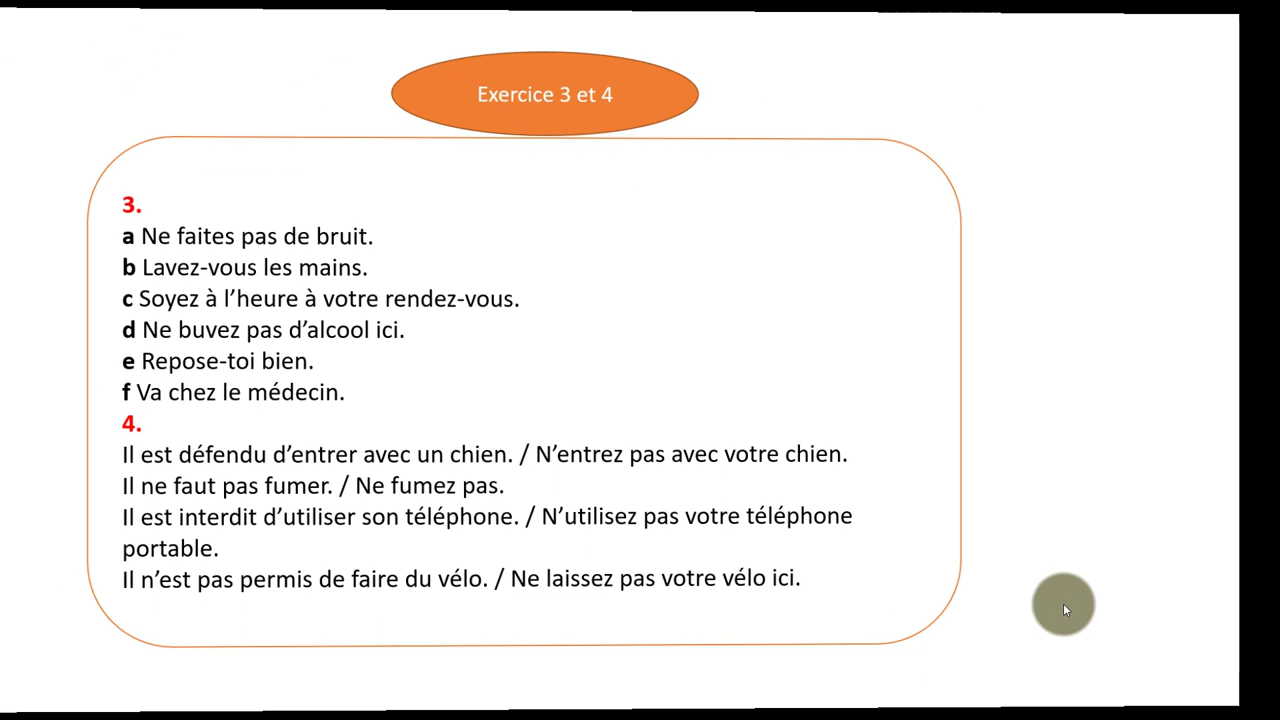 Exercice 3 et 4
3.
a Ne faites pas de bruit.
b Lavez-vous les mains.
c Soyez à l’heure à votre rendez-vous.
d Ne buvez pas d’alcool ici.
e Repose-toi bien.
f Va chez le médecin.
4.
Il est défendu d’entrer avec un chien. / N’entrez pas avec votre chien.
Il ne faut pas fumer. / Ne fumez pas.
Il est interdit d’utiliser son téléphone. / N’utilisez pas votre téléphone
portable.
Il n’est pas permis de faire du vélo. / Ne laissez pas votre vélo ici.